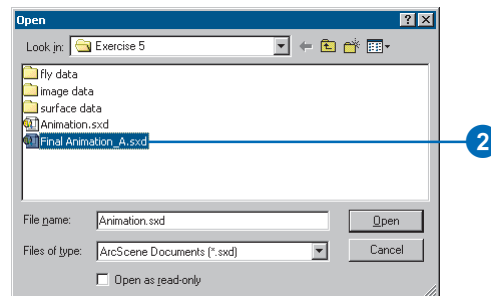 Open
Look in: Exercise 5
fly data
image data
surface data
Animation.sxd
Final Animation_A.sxd
2
File name: Animation.sxd Open
Files of type: ArcScene Documents (*.sxd) Cancel
Open as read-only